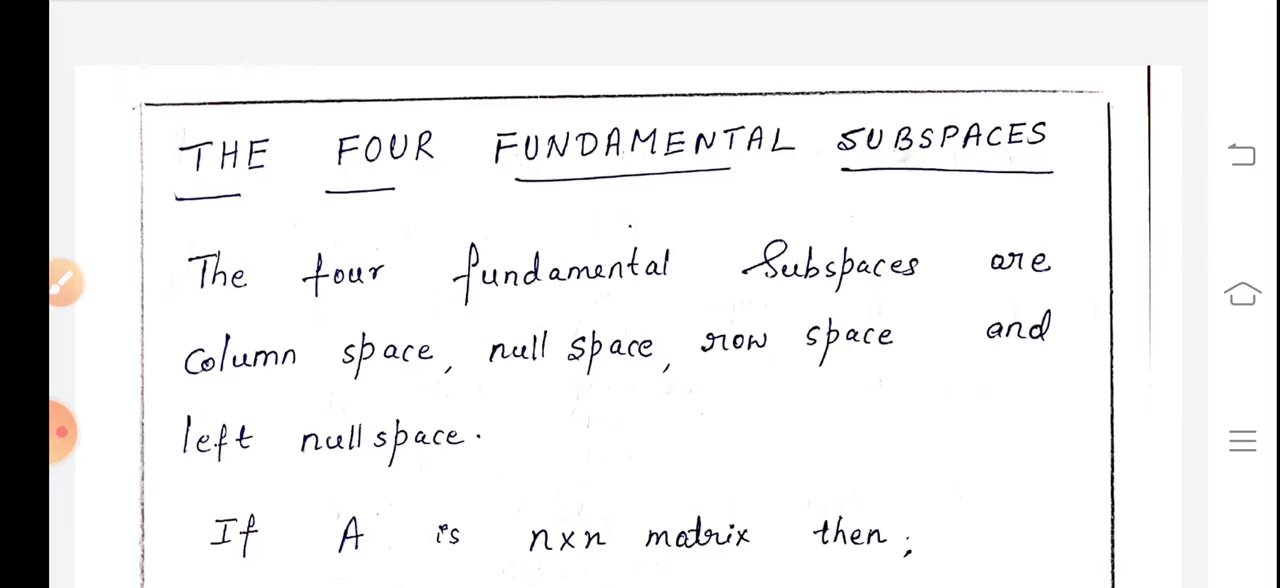 THE FOUR FUNDAMENTAL SUBSPACES
The four fundamental Subspaces are
column space, null space, row space and
left null space.
If A is nxn matrix then;